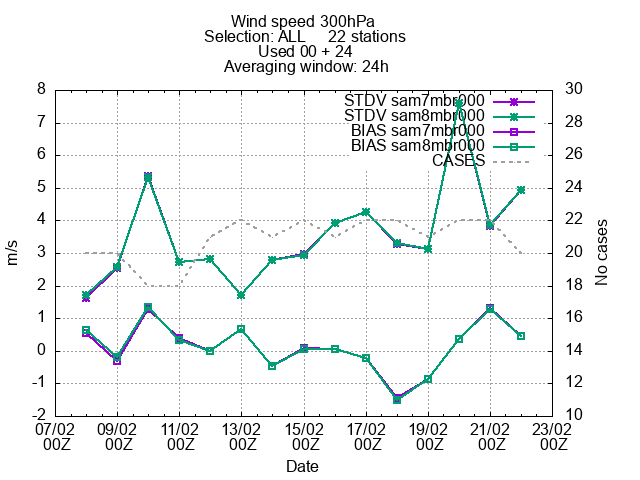 Wind speed 300hPa
Selection: ALL 22 stations
Used 00 + 24
Averaging window: 24h
STDV sam7mbr000
STDV sam8mbr000
BIAS sam7mbr000
BIAS sam8mbr000
CASES
8
7
6
5
4
3
2
1
0
-1
-2
m/s
30
28
26
24
22
20
18
16
14
12
10
No cases
07/02 09/02 11/02 13/02 15/02 17/02 19/02 21/02 23/02
00Z 00Z 00Z 00Z 00Z 00Z 00Z 00Z 00Z
Date